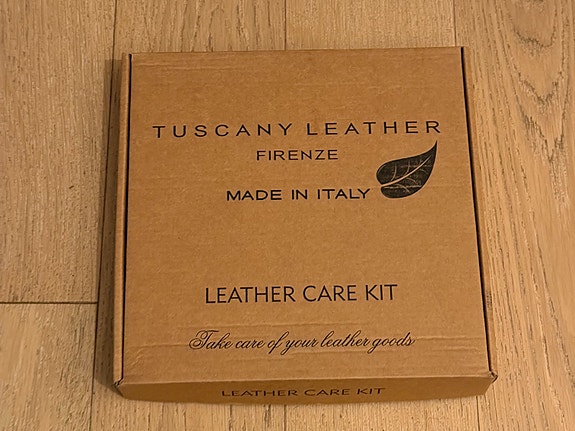 TUSCANY LEATHER
FIRENZE
MADE IN ITALY
LEATHER CARE KIT
Take care of your leather goods
LEATHER CARE KIT